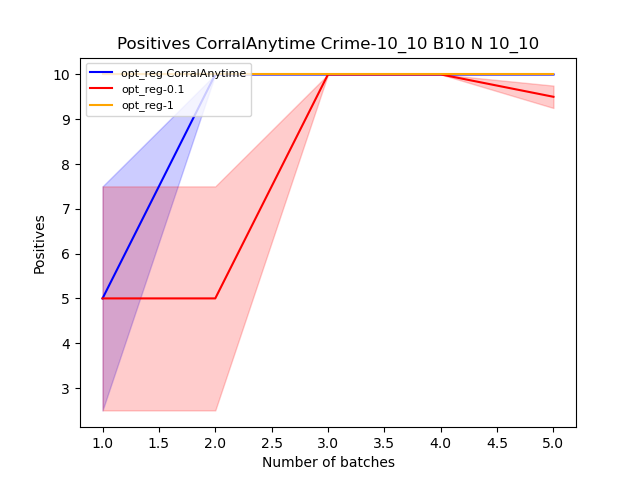 Positives CorralAnytime Crime-10_10 B10 N 10_10
opt_reg CorralAnytime
opt_reg-0.1
opt_reg-1
Positives
10
9
8
7
6
5
4
3
1.0 1.5 2.0 2.5 3.0 3.5 4.0 4.5 5.0
Number of batches